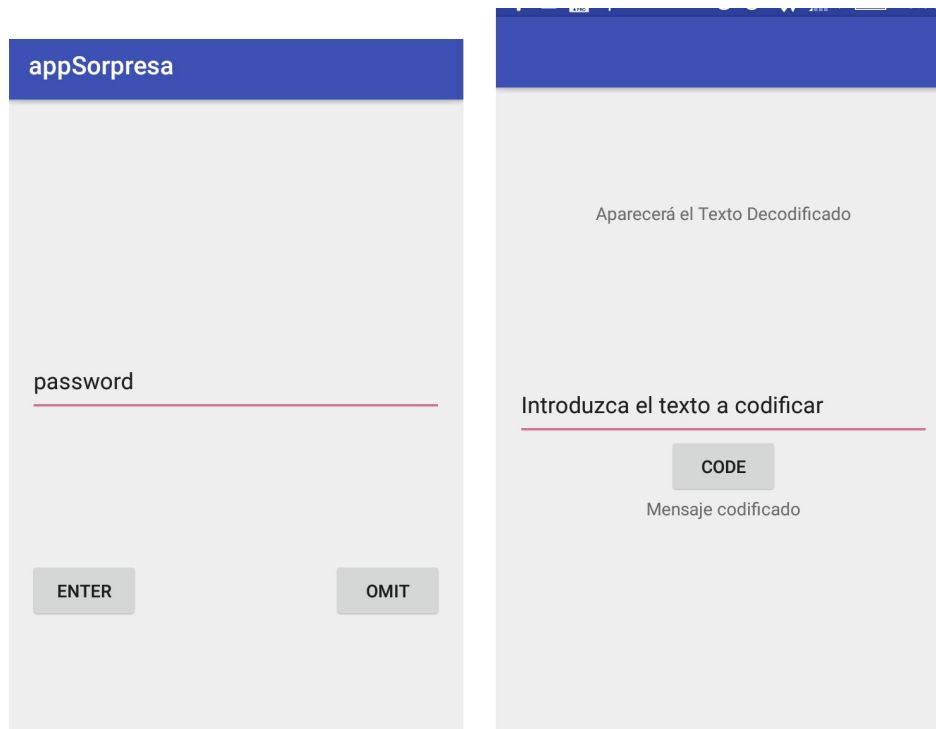 appSorpresa
password
ENTER
OMIT
Aparecerá el Texto Decodificado
Introduzca el texto a codificar
CODE
Mensaje codificado